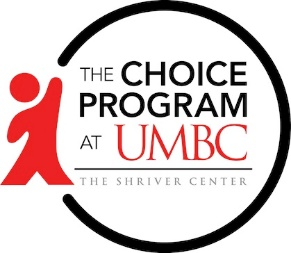 THE CHOICE
PROGRAM
AT UMBC
THE SHRIVER CENTER